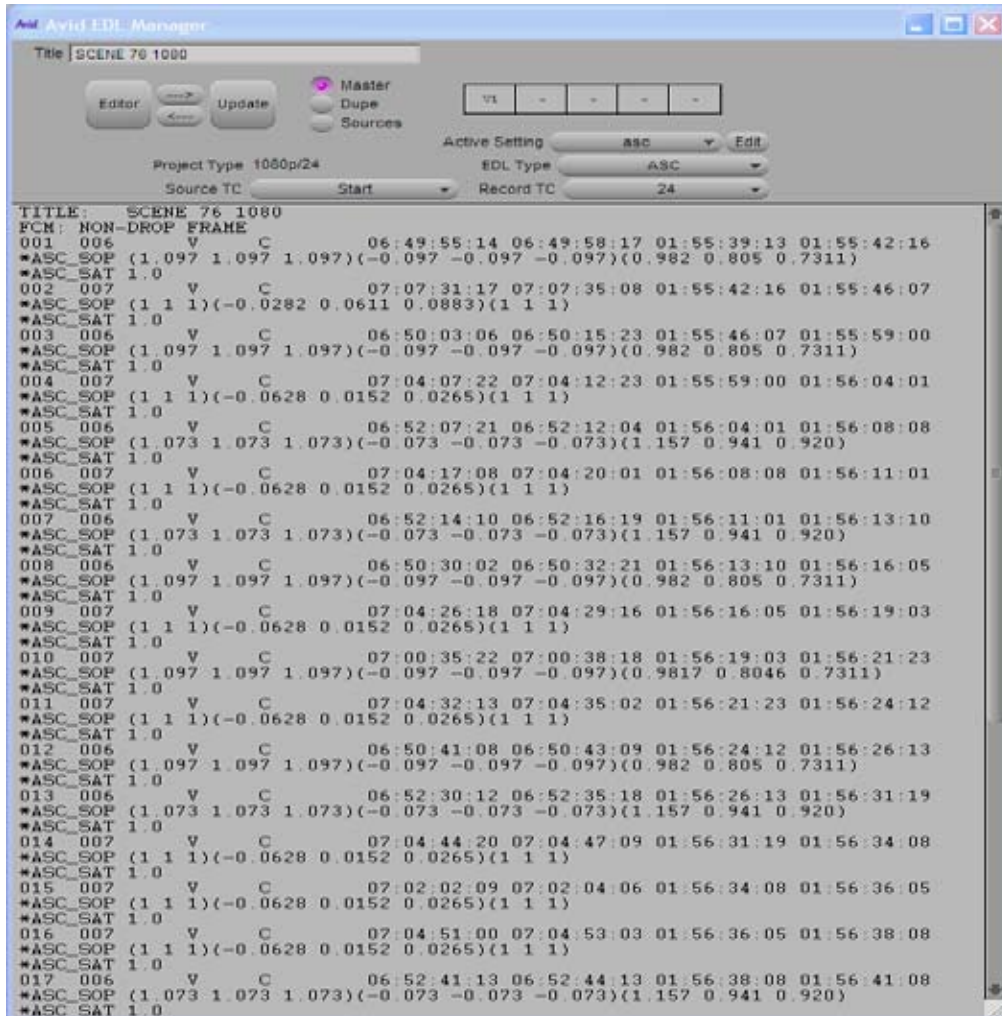 Avid Avid EDL Manager
Title SCENE 76 1080
Editor ---> <--- Update
Master
Dupe
Sources
V1 - - - -
Active Setting asc Edit
Project Type 1080p/24 EDL Type ASC
Source TC Start Record TC 24
TITLE: SCENE 76 1080
FCM: NON-DROP FRAME
001 006 V C 06:49:55:14 06:49:58:17 01:55:39:13 01:55:42:16
*ASC_SOP (1.097 1.097 1.097)(-0.097 -0.097 -0.097)(0.982 0.805 0.7311)
*ASC_SAT 1.0
002 007 V C 07:07:31:17 07:07:35:08 01:55:42:16 01:55:46:07
*ASC_SOP (1 1 1)(-0.0282 0.0611 0.0883)(1 1 1)
*ASC_SAT 1.0
003 006 V C 06:50:03:06 06:50:15:23 01:55:46:07 01:55:59:00
*ASC_SOP (1.097 1.097 1.097)(-0.097 -0.097 -0.097)(0.982 0.805 0.7311)
*ASC_SAT 1.0
004 007 V C 07:04:07:22 07:04:12:23 01:55:59:00 01:56:04:01
*ASC_SOP (1 1 1)(-0.0628 0.0152 0.0265)(1 1 1)
*ASC_SAT 1.0
005 006 V C 06:52:07:21 06:52:12:04 01:56:04:01 01:56:08:08
*ASC_SOP (1.073 1.073 1.073)(-0.073 -0.073 -0.073)(1.157 0.941 0.920)
*ASC_SAT 1.0
006 007 V C 07:04:17:08 07:04:20:01 01:56:08:08 01:56:11:01
*ASC_SOP (1 1 1)(-0.0628 0.0152 0.0265)(1 1 1)
*ASC_SAT 1.0
007 006 V C 06:52:14:10 06:52:16:19 01:56:11:01 01:56:13:10
*ASC_SOP (1.073 1.073 1.073)(-0.073 -0.073 -0.073)(1.157 0.941 0.920)
*ASC_SAT 1.0
008 006 V C 06:50:30:02 06:50:32:21 01:56:13:10 01:56:16:05
*ASC_SOP (1.097 1.097 1.097)(-0.097 -0.097 -0.097)(0.982 0.805 0.7311)
*ASC_SAT 1.0
009 007 V C 07:04:26:18 07:04:29:16 01:56:16:05 01:56:19:03
*ASC_SOP (1 1 1)(-0.0628 0.0152 0.0265)(1 1 1)
*ASC_SAT 1.0
010 007 V C 07:00:35:22 07:00:38:18 01:56:19:03 01:56:21:23
*ASC_SOP (1.097 1.097 1.097)(-0.097 -0.097 -0.097)(0.9817 0.8046 0.7311)
*ASC_SAT 1.0
011 007 V C 07:04:32:13 07:04:35:02 01:56:21:23 01:56:24:12
*ASC_SOP (1 1 1)(-0.0628 0.0152 0.0265)(1 1 1)
*ASC_SAT 1.0
012 006 V C 06:50:41:08 06:50:43:09 01:56:24:12 01:56:26:13
*ASC_SOP (1.097 1.097 1.097)(-0.097 -0.097 -0.097)(0.982 0.805 0.7311)
*ASC_SAT 1.0
013 006 V C 06:52:30:12 06:52:35:18 01:56:26:13 01:56:31:19
*ASC_SOP (1.073 1.073 1.073)(-0.073 -0.073 -0.073)(1.157 0.941 0.920)
*ASC_SAT 1.0
014 007 V C 07:04:44:20 07:04:47:09 01:56:31:19 01:56:34:08
*ASC_SOP (1 1 1)(-0.0628 0.0152 0.0265)(1 1 1)
*ASC_SAT 1.0
015 007 V C 07:02:02:09 07:02:04:06 01:56:34:08 01:56:36:05
*ASC_SOP (1 1 1)(-0.0628 0.0152 0.0265)(1 1 1)
*ASC_SAT 1.0
016 007 V C 07:04:51:00 07:04:53:03 01:56:36:05 01:56:38:08
*ASC_SOP (1 1 1)(-0.0628 0.0152 0.0265)(1 1 1)
*ASC_SAT 1.0
017 006 V C 06:52:41:13 06:52:44:13 01:56:38:08 01:56:41:08
*ASC_SOP (1.073 1.073 1.073)(-0.073 -0.073 -0.073)(1.157 0.941 0.920)
*ASC_SAT 1.0